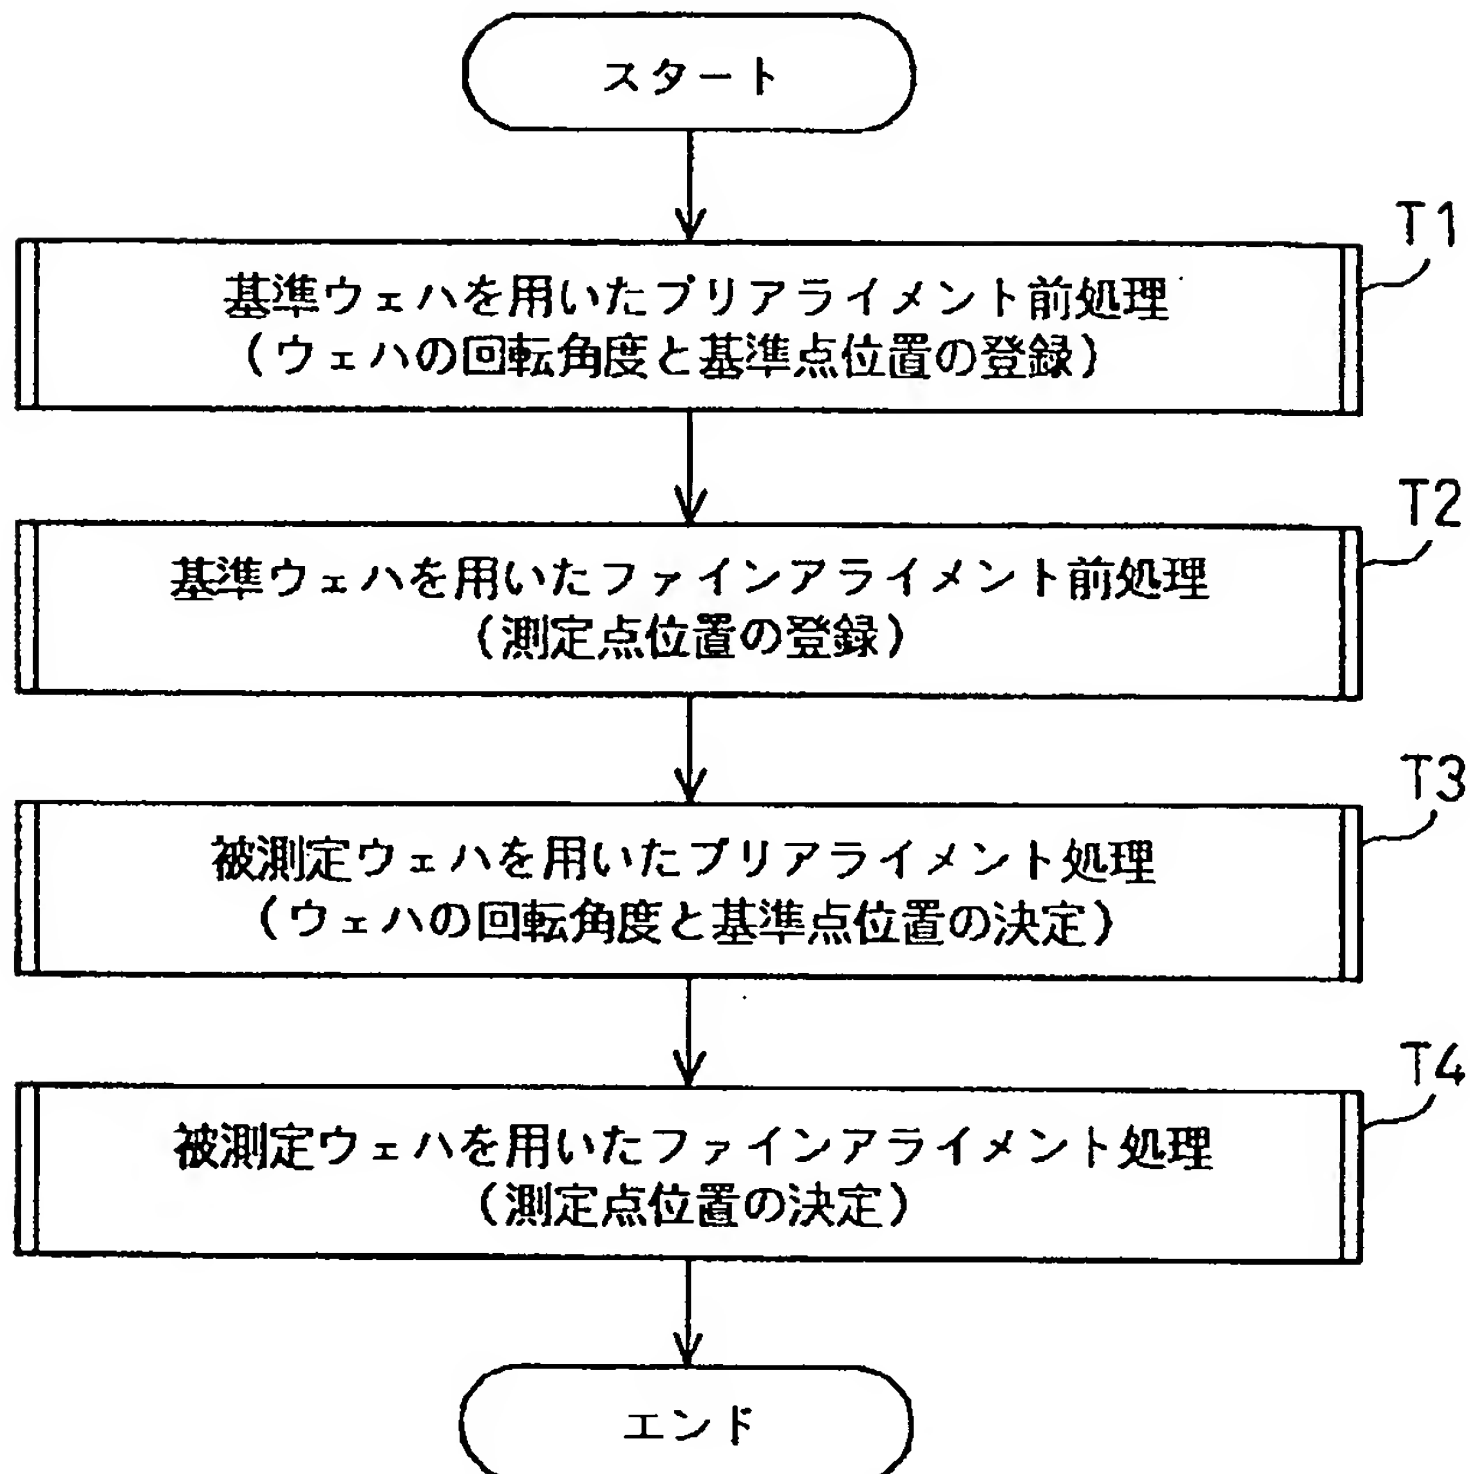 スタート
T1
基準ウェハを用いたプリアライメント前処理
(ウェハの回転角度と基準点位置の登録)
T2
基準ウェハを用いたファインアライメント前処理
(測定点位置の登録)
T3
被測定ウェハを用いたプリアライメント処理
(ウェハの回転角度と基準点位置の決定)
T4
被測定ウェハを用いたファインアライメント処理
(測定点位置の決定)
エンド